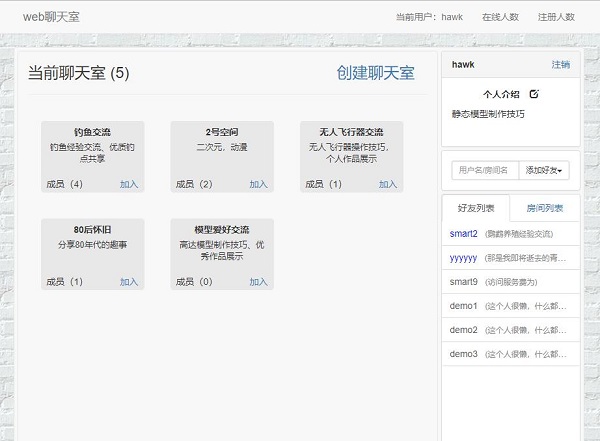 web聊天室
当前用户：hawk 在线人数 注册人数
当前聊天室 (5) 创建聊天室
钓鱼交流
钓鱼经验交流、优质钓
点共享
成员（4） 加入
2号空间
二次元，动漫
成员（2） 加入
无人飞行器交流
无人飞行器操作技巧，
个人作品展示
成员（1） 加入
80后怀旧
分享80年代的趣事
成员（1） 加入
模型爱好交流
高达模型制作技巧、优
秀作品展示
成员（0） 加入
hawk 注销
个人介绍
静态模型制作技巧
用户名/房间名 添加好友
好友列表 房间列表
smart2 (鹦鹉养殖经验交流)
yyyyyy (那是我即将逝去的青...
smart9 (访问服务器为)
demo1 (这个人很懒，什么都...
demo2 (这个人很懒，什么都...
demo3 (这个人很懒，什么都...